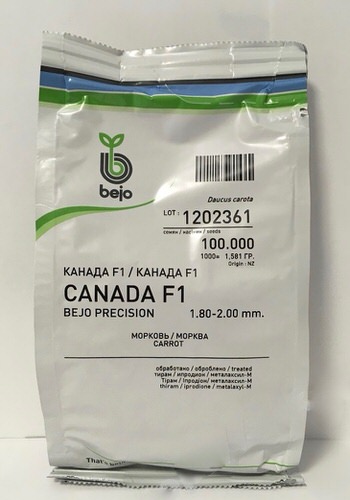 bejo
Daucus carota
LOT: 1202361
семян / насінин / seeds
100.000
1000= 1,581 ГР.
Origin: NZ
КАНАДА F1 / КАНАДА F1
CANADA F1
BEJO PRECISION 1.80-2.00 mm.
МОРКОВЬ / МОРКВА
CARROT
обработано / оброблено / treated
тирам / ипродион / металаксил-М
Тірам / Іпродіон/ металаксил-М
thiram / iprodione / metalaxyl-M
That's